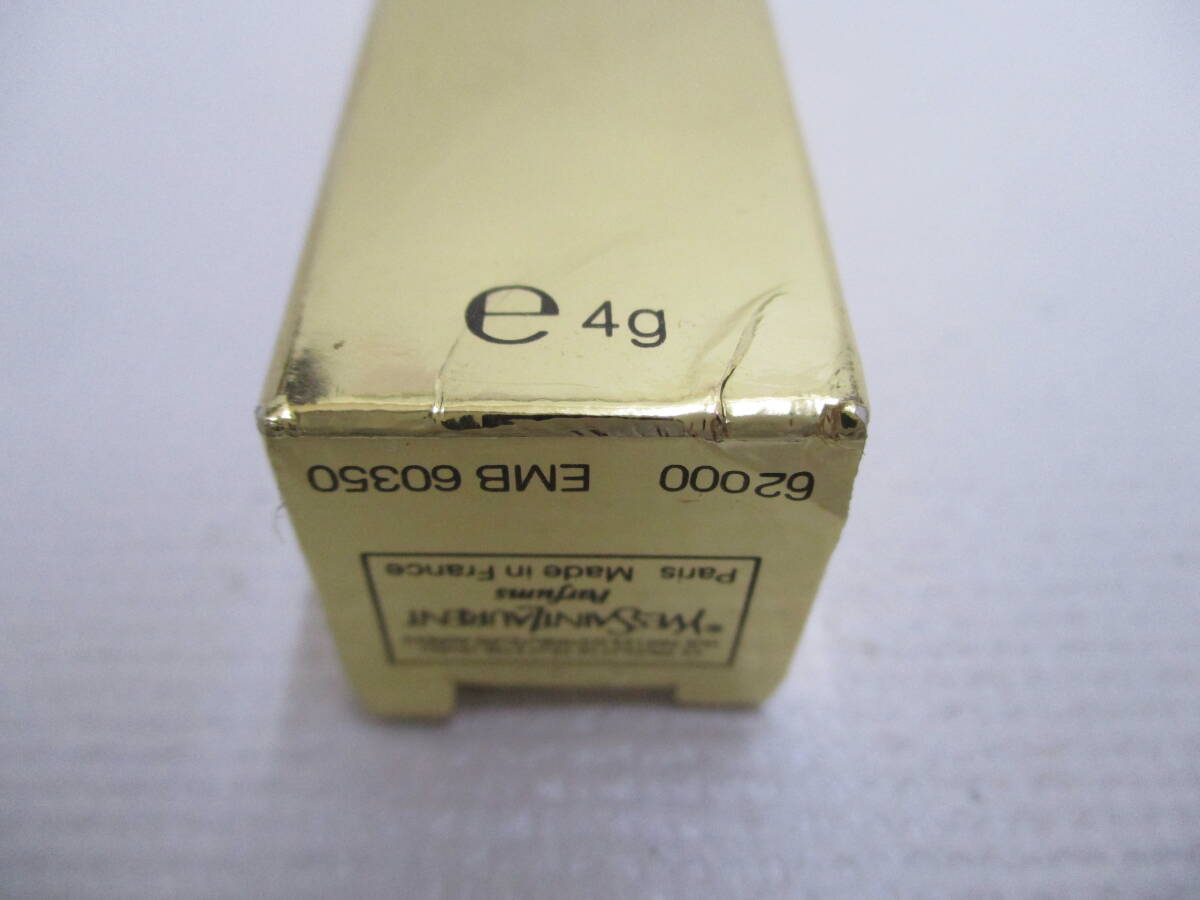 e 4g
62000 EMB 60350
YVES SAINT LAURENT
Parfums
Paris Made in France